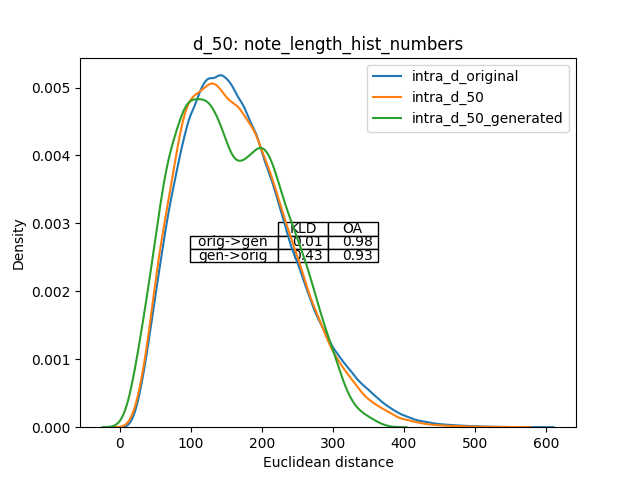 d_50: note_length_hist_numbers
intra_d_original
intra_d_50
intra_d_50_generated
0.005
0.004
0.003
0.002
0.001
0.000
Density
KLD OA
orig->gen 0.01 0.98
gen->orig 0.43 0.93
0 100 200 300 400 500 600
Euclidean distance